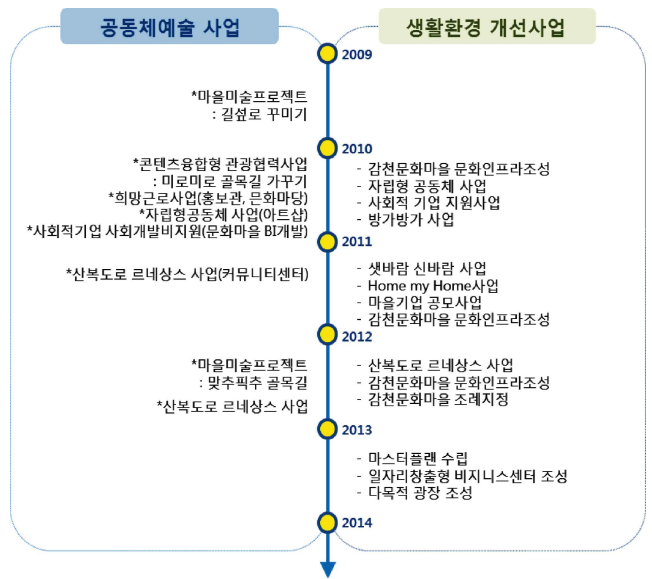 공동체예술 사업
생활환경 개선사업
2009
*마을미술프로젝트
: 길섶로 꾸미기
2010
*콘텐츠융합형 관광협력사업
: 미로미로 골목길 가꾸기
*희망근로사업(홍보관, 문화마당)
*자립형공동체 사업(아트샵)
*사회적기업 사회개발비지원(문화마을 BI개발)
- 감천문화마을 문화인프라조성
- 자립형 공동체 사업
- 사회적 기업 지원사업
- 방가방가 사업
2011
*산복도로 르네상스 사업(커뮤니티센터)
- 샛바람 신바람 사업
- Home my Home사업
- 마을기업 공모사업
- 감천문화마을 문화인프라조성
2012
*마을미술프로젝트
: 맞추픽추 골목길
*산복도로 르네상스 사업
- 산복도로 르네상스 사업
- 감천문화마을 문화인프라조성
- 감천문화마을 조례지정
2013
- 마스터플랜 수립
- 일자리창출형 비지니스센터 조성
- 다목적 광장 조성
2014